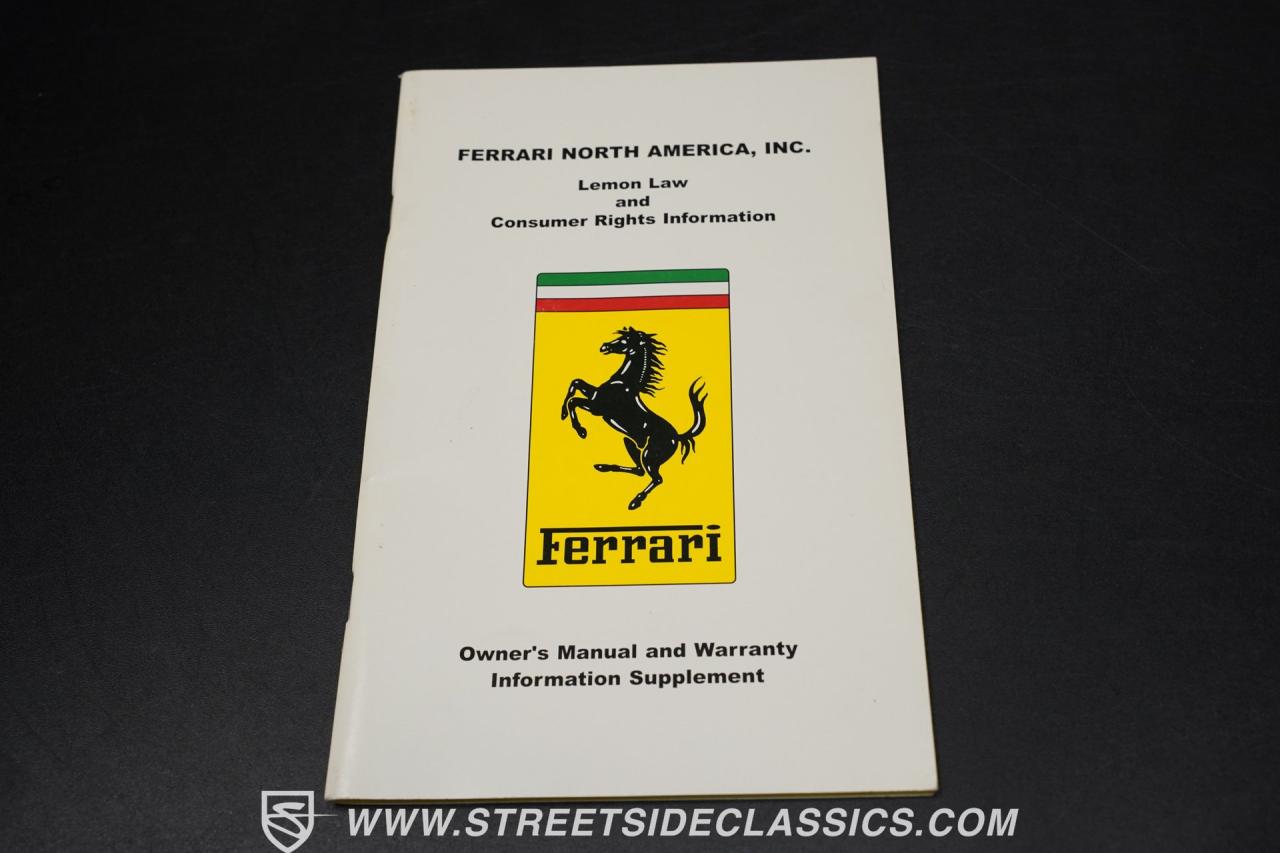 FERRARI NORTH AMERICA, INC.
Lemon Law
and
Consumer Rights Information
Ferrari
Owner's Manual and Warranty
Information Supplement
WWW.STREETSIDECLASSICS.COM